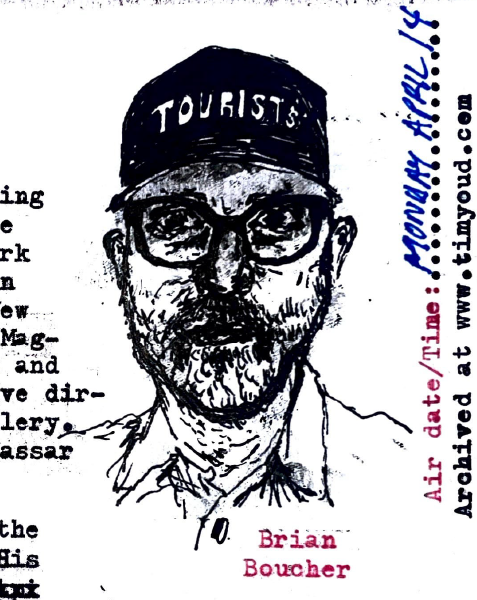 TOURISTS
ing
e
rk
n
ew
Mag-
and
ve dir-
lery.
assar
the
His
Brian
Boucher
Air date/Time: MONDAY APRIL 14
Archived at www.timyoud.com